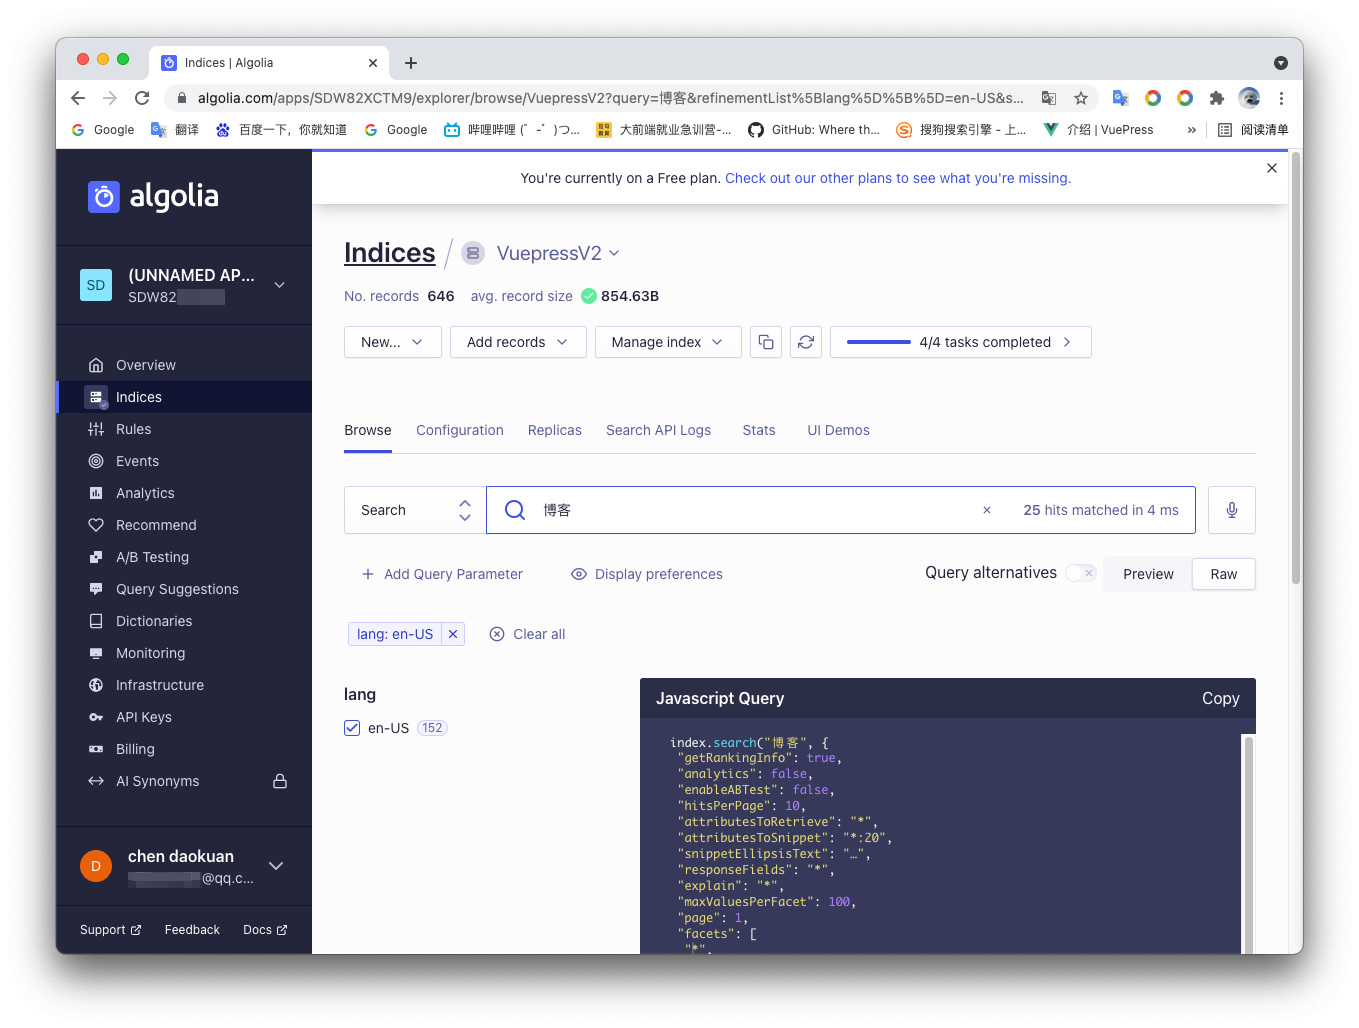 Indices | Algolia
algolia.com/apps/SDW82XCTM9/explorer/browse/VuepressV2?query=博客&refinementList%5Blang%5D%5B%5D=en-US&s...
Google 翻译 百度一下，你就知道 Google 哔哩哔哩 (゜-゜)つ... 大前端就业急训营-... GitHub: Where th... 搜狗搜索引擎 - 上... 介绍 | VuePress » 阅读清单
algolia
SD
(UNNAMED AP...
SDW82
Overview
Indices
Rules
Events
Analytics
Recommend
A/B Testing
Query Suggestions
Dictionaries
Monitoring
Infrastructure
API Keys
Billing
AI Synonyms
D
chen daokuan
@qq.c...
Support Feedback Docs
You're currently on a Free plan. Check out our other plans to see what you're missing.
Indices / VuepressV2
No. records 646 avg. record size 854.63B
New... Add records Manage index 4/4 tasks completed
Browse Configuration Replicas Search API Logs Stats UI Demos
Search 博客 × 25 hits matched in 4 ms
+ Add Query Parameter Display preferences Query alternatives Preview Raw
lang: en-US Clear all
lang
en-US 152
Javascript Query Copy
index.search("博客", {
"getRankingInfo": true,
"analytics": false,
"enableABTest": false,
"hitsPerPage": 10,
"attributesToRetrieve": "*",
"attributesToSnippet": "*:20",
"snippetEllipsisText": "…",
"responseFields": "*",
"explain": "*",
"maxValuesPerFacet": 100,
"page": 1,
"facets": [
"*",